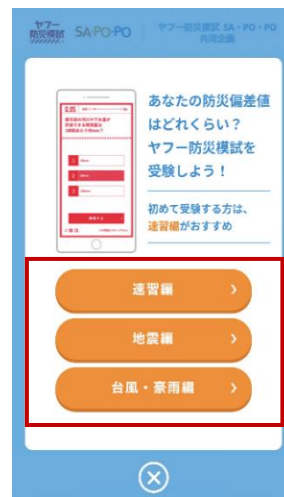 ヤフー
防災模試
SA・PO・PO
ヤフー防災模試 SA・PO・PO
共同企画
あなたの防災偏差値
はどれくらい？
ヤフー防災模試を
受験しよう！
初めて受験する方は、
速習編がおすすめ
1
2
3
速習編
地震編
台風・豪雨編